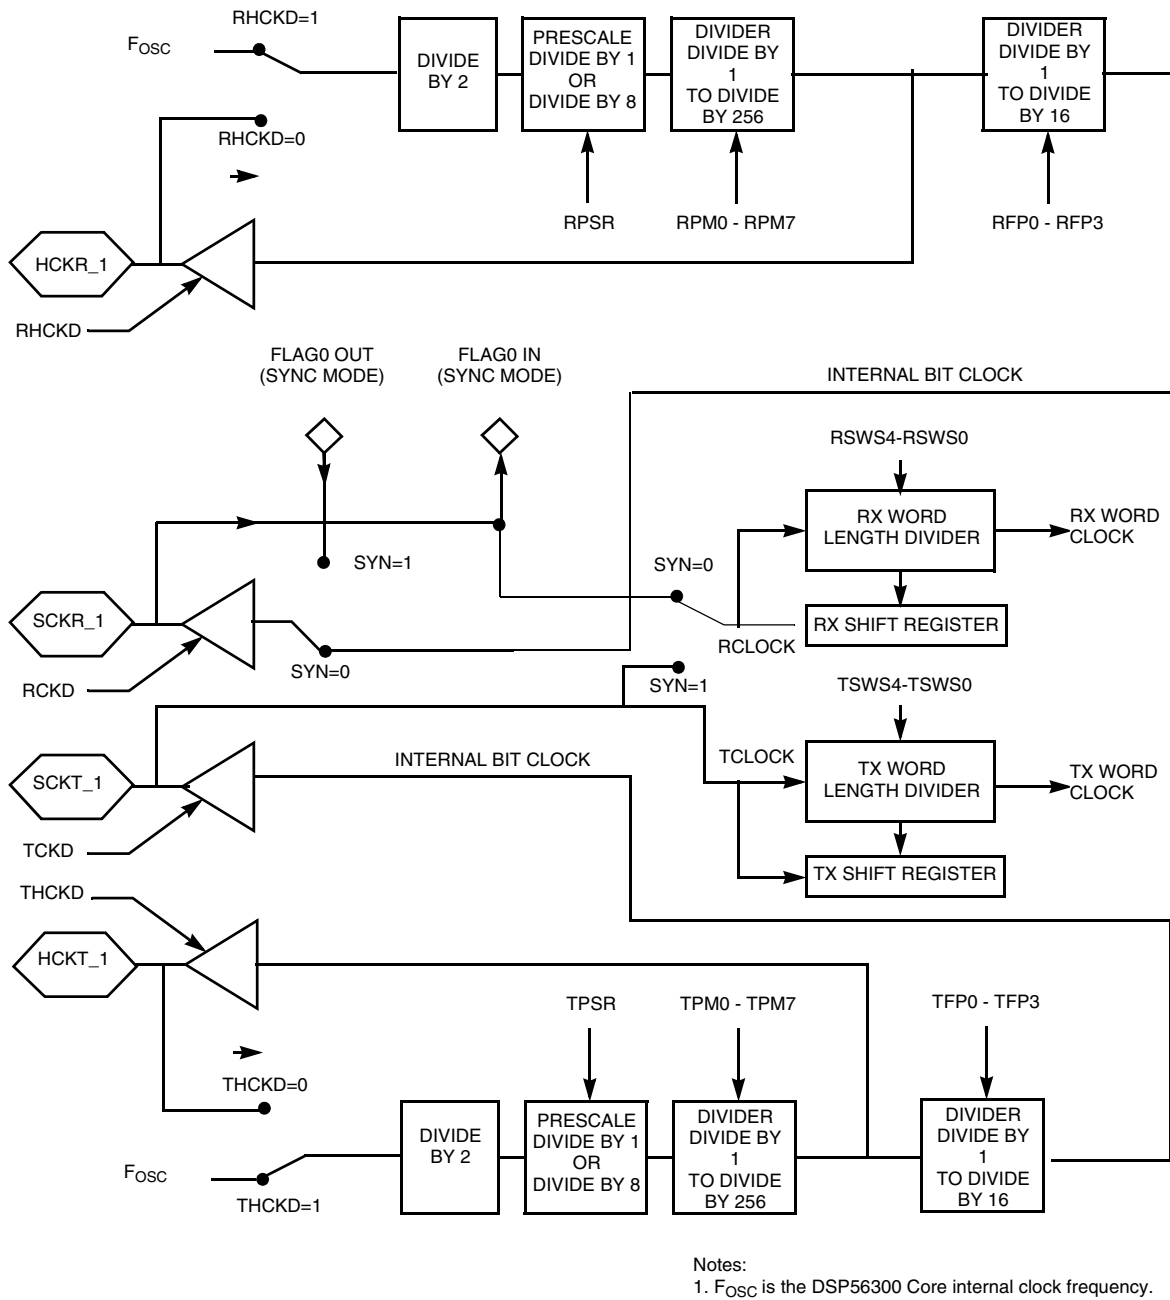 RHCKD=1
FOSC
DIVIDE
BY 2
PRESCALE
DIVIDE BY 1
OR
DIVIDE BY 8
DIVIDER
DIVIDE BY
1
TO DIVIDE
BY 256
DIVIDER
DIVIDE BY
1
TO DIVIDE
BY 16
RHCKD=0
RPSR
RPM0 - RPM7
RFP0 - RFP3
HCKR_1
RHCKD
FLAG0 OUT
(SYNC MODE)
FLAG0 IN
(SYNC MODE)
INTERNAL BIT CLOCK
RSWS4-RSWS0
RX WORD
LENGTH DIVIDER
RX WORD
CLOCK
SYN=1
SYN=0
SCKR_1
RX SHIFT REGISTER
RCLOCK
SYN=0
RCKD
SYN=1
TSWS4-TSWS0
INTERNAL BIT CLOCK
TCLOCK
SCKT_1
TX WORD
LENGTH DIVIDER
TX WORD
CLOCK
TCKD
TX SHIFT REGISTER
THCKD
HCKT_1
TPSR
TPM0 - TPM7
TFP0 - TFP3
THCKD=0
DIVIDE
BY 2
PRESCALE
DIVIDE BY 1
OR
DIVIDE BY 8
DIVIDER
DIVIDE BY
1
TO DIVIDE
BY 256
DIVIDER
DIVIDE BY
1
TO DIVIDE
BY 16
FOSC
THCKD=1
Notes:
1. FOSC is the DSP56300 Core internal clock frequency.